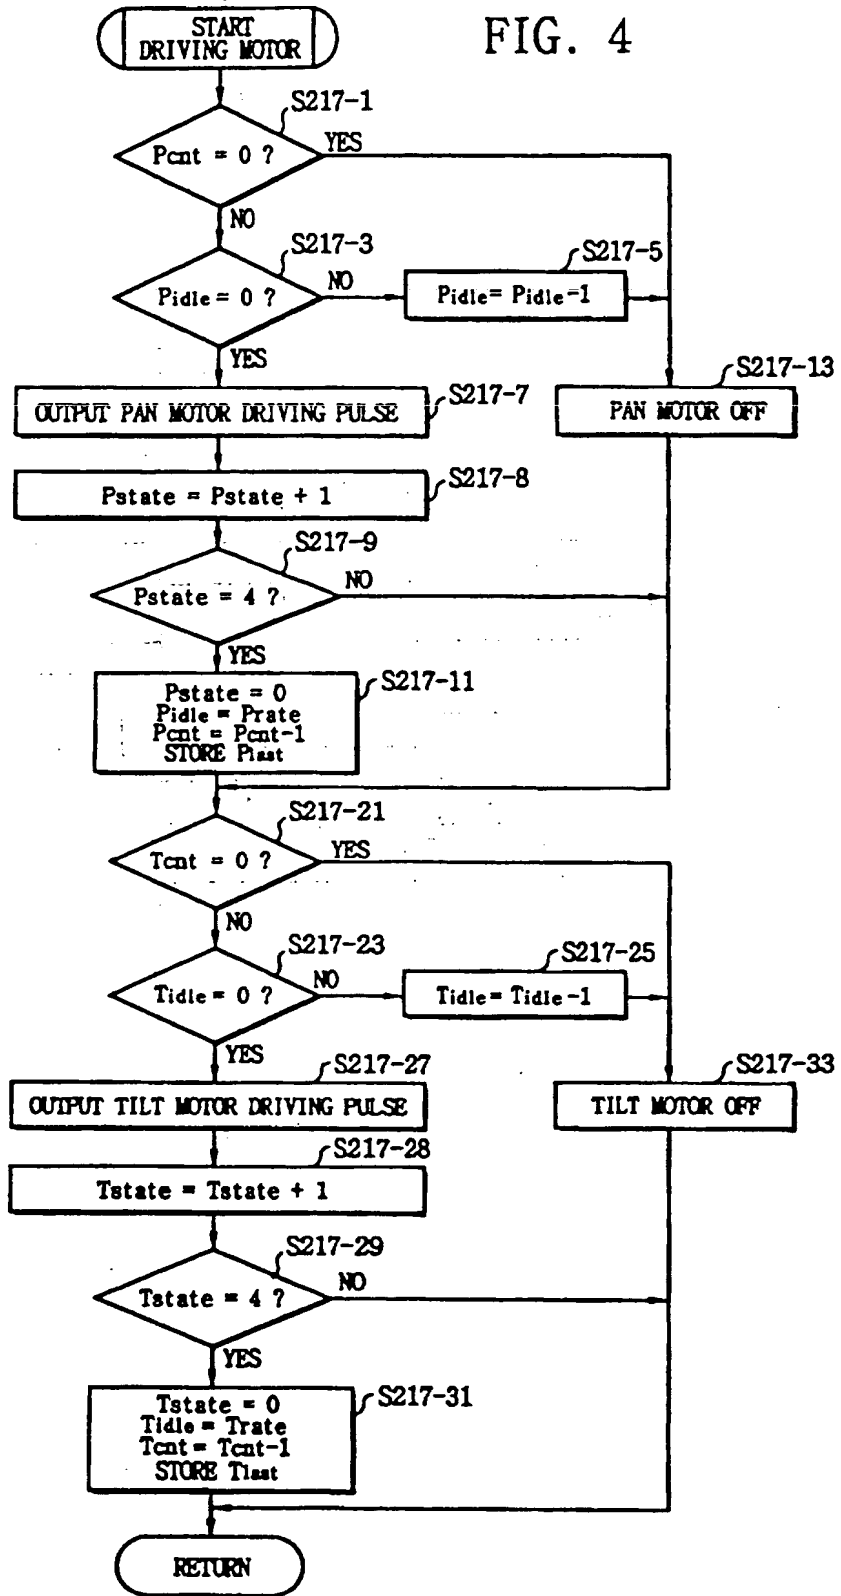 START
DRIVING MOTOR
FIG. 4
S217-1
Pcnt = 0 ?
YES
NO
S217-3
Pidle = 0 ?
NO
S217-5
Pidle = Pidle-1
YES
S217-7
OUTPUT PAN MOTOR DRIVING PULSE
S217-13
PAN MOTOR OFF
S217-8
Pstate = Pstate + 1
S217-9
Pstate = 4 ?
NO
YES
S217-11
Pstate = 0
Pidle = Prate
Pcnt = Pcnt-1
STORE Plast
S217-21
Tcnt = 0 ?
YES
NO
S217-23
Tidle = 0 ?
NO
S217-25
Tidle = Tidle-1
YES
S217-27
OUTPUT TILT MOTOR DRIVING PULSE
S217-33
TILT MOTOR OFF
S217-28
Tstate = Tstate + 1
S217-29
Tstate = 4 ?
NO
YES
S217-31
Tstate = 0
Tidle = Trate
Tcnt = Tcnt-1
STORE Tlast
RETURN